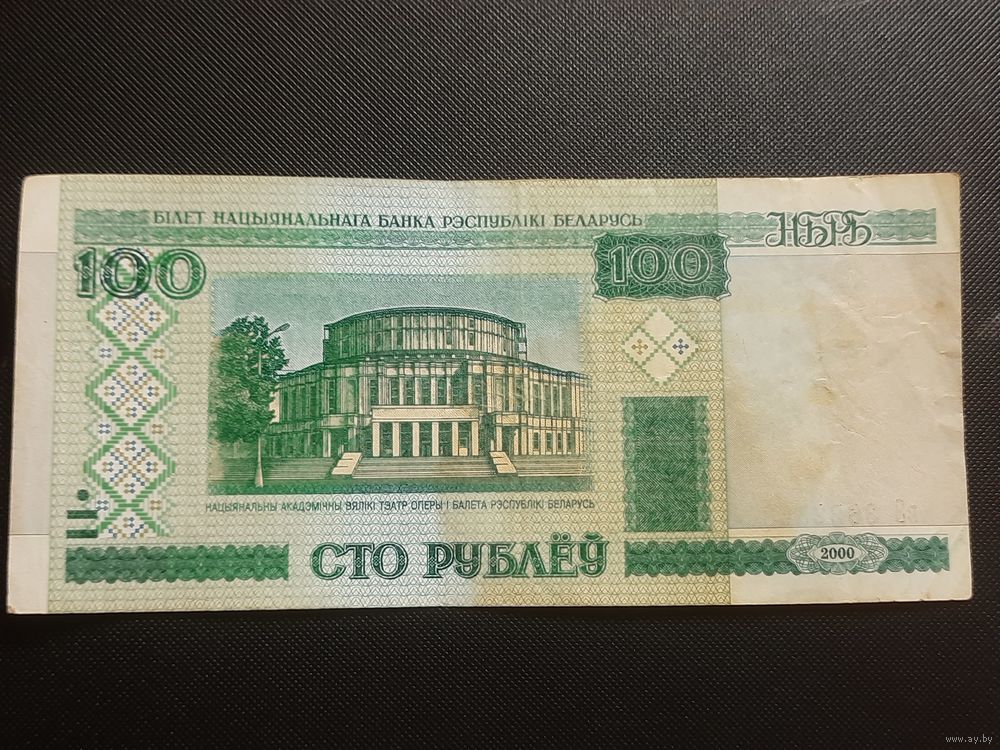 БІЛЕТ НАЦЫЯНАЛЬНАГА БАНКА РЭСПУБЛІКІ БЕЛАРУСЬ
НБРБ
100
100
НАЦЫЯНАЛЬНЫ АКАДЭМІЧНЫ ВЯЛІКІ ТЭАТР ОПЕРЫ І БАЛЕТА РЭСПУБЛІКІ БЕЛАРУСЬ
СТО РУБЛЁЎ
2000
www.ay.by